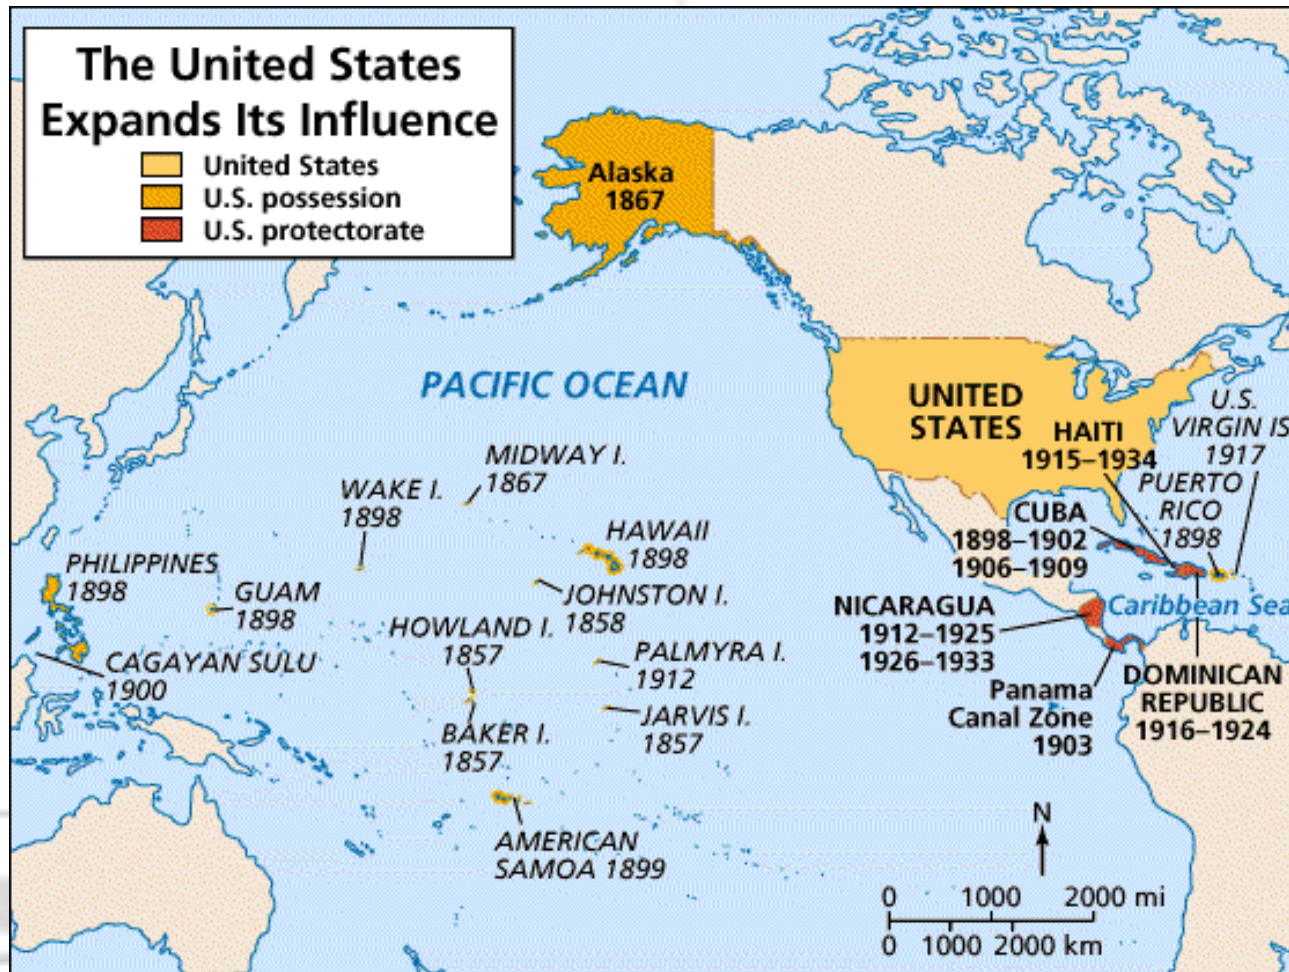 The United States
Expands Its Influence
United States
U.S. possession
U.S. protectorate
Alaska
1867
PACIFIC OCEAN
UNITED
STATES
HAITI
1915–1934
U.S.
VIRGIN IS
1917
PUERTO
RICO
1898
CUBA
1898–1902
1906–1909
MIDWAY I.
1867
WAKE I.
1898
HAWAII
1898
PHILIPPINES
1898
GUAM
1898
JOHNSTON I.
1858
HOWLAND I.
1857
NICARAGUA
1912–1925
1926–1933
Caribbean Sea
CAGAYAN SULU
1900
PALMYRA I.
1912
Panama
Canal Zone
1903
DOMINICAN
REPUBLIC
1916–1924
BAKER I.
1857
JARVIS I.
1857
AMERICAN
SAMOA 1899
N
0 1000 2000 mi
0 1000 2000 km